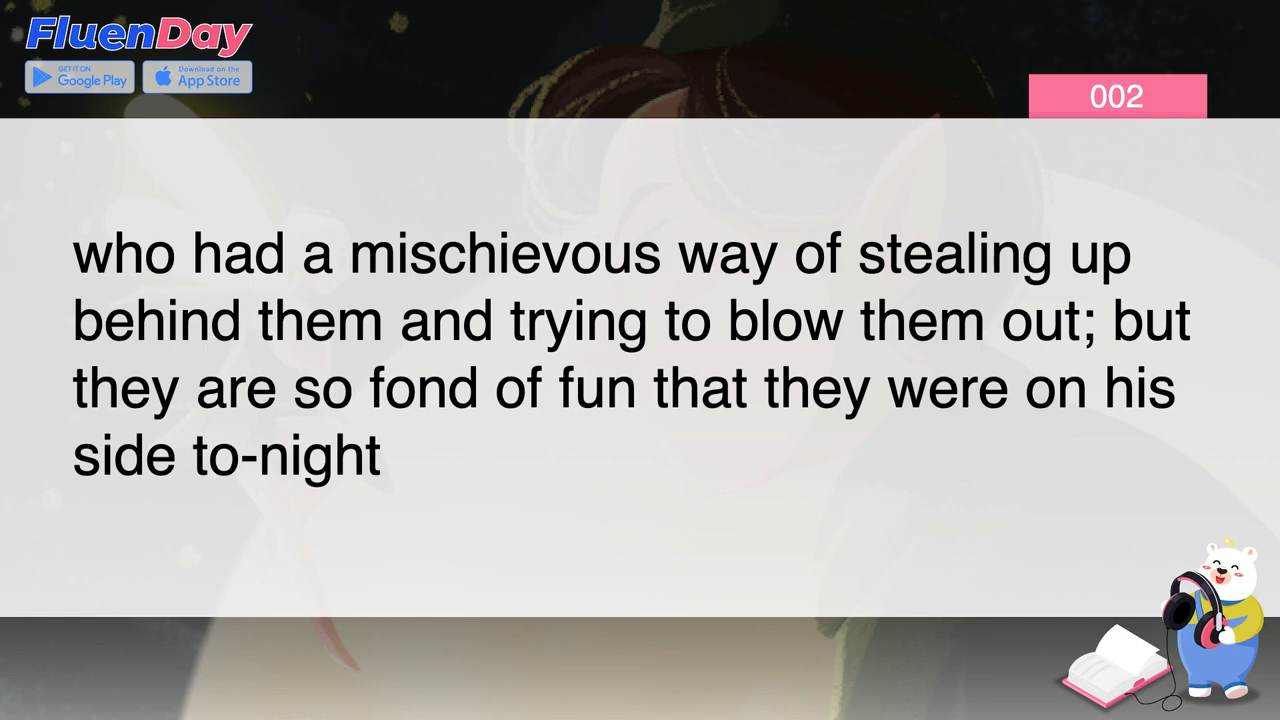 FluenDay
GET IT ON
Google Play
Download on the
App Store
002
who had a mischievous way of stealing up
behind them and trying to blow them out; but
they are so fond of fun that they were on his
side to-night